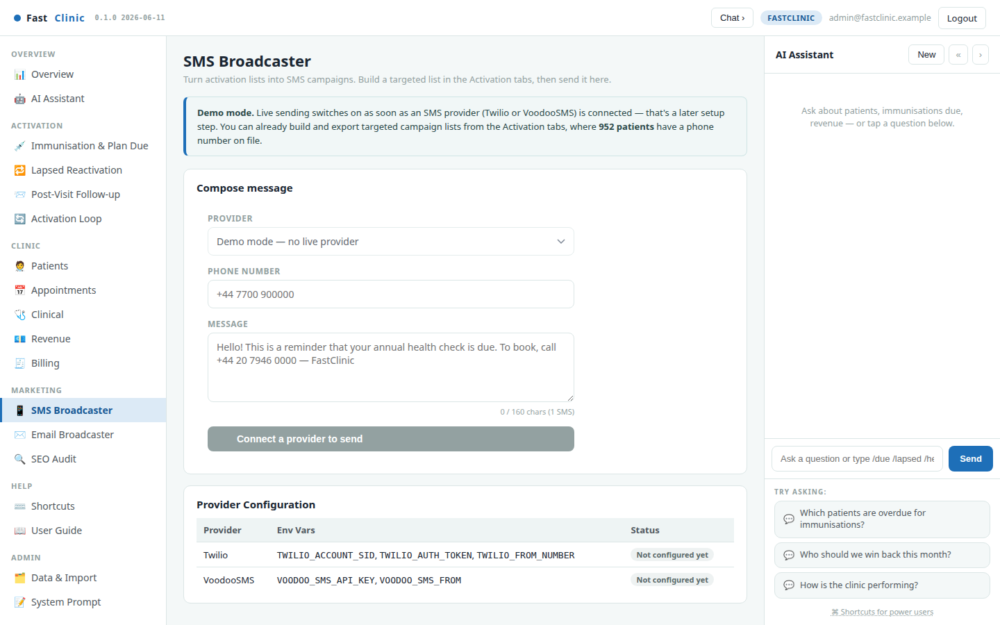 Fast Clinic 0.1.0 2026-06-11
Chat ›
FASTCLINIC
admin@fastclinic.example
Logout
OVERVIEW
Overview
AI Assistant
ACTIVATION
Immunisation & Plan Due
Lapsed Reactivation
Post-Visit Follow-up
Activation Loop
CLINIC
Patients
Appointments
Clinical
Revenue
Billing
MARKETING
SMS Broadcaster
Email Broadcaster
SEO Audit
HELP
Shortcuts
User Guide
ADMIN
Data & Import
System Prompt
SMS Broadcaster
Turn activation lists into SMS campaigns. Build a targeted list in the Activation tabs, then send it here.
Demo mode. Live sending switches on as soon as an SMS provider (Twilio or VoodooSMS) is connected — that's a later setup
step. You can already build and export targeted campaign lists from the Activation tabs, where 952 patients have a phone
number on file.
Compose message
PROVIDER
Demo mode — no live provider
PHONE NUMBER
+44 7700 900000
MESSAGE
Hello! This is a reminder that your annual health check is due. To book, call
+44 20 7946 0000 — FastClinic
0 / 160 chars (1 SMS)
Connect a provider to send
Provider Configuration
Provider Env Vars Status
Twilio TWILIO_ACCOUNT_SID, TWILIO_AUTH_TOKEN, TWILIO_FROM_NUMBER Not configured yet
VoodooSMS VOODOO_SMS_API_KEY, VOODOO_SMS_FROM Not configured yet
AI Assistant
New
«
›
Ask about patients, immunisations due,
revenue — or tap a question below.
Ask a question or type /due /lapsed /he
Send
TRY ASKING:
Which patients are overdue for
immunisations?
Who should we win back this month?
How is the clinic performing?
⌘ Shortcuts for power users